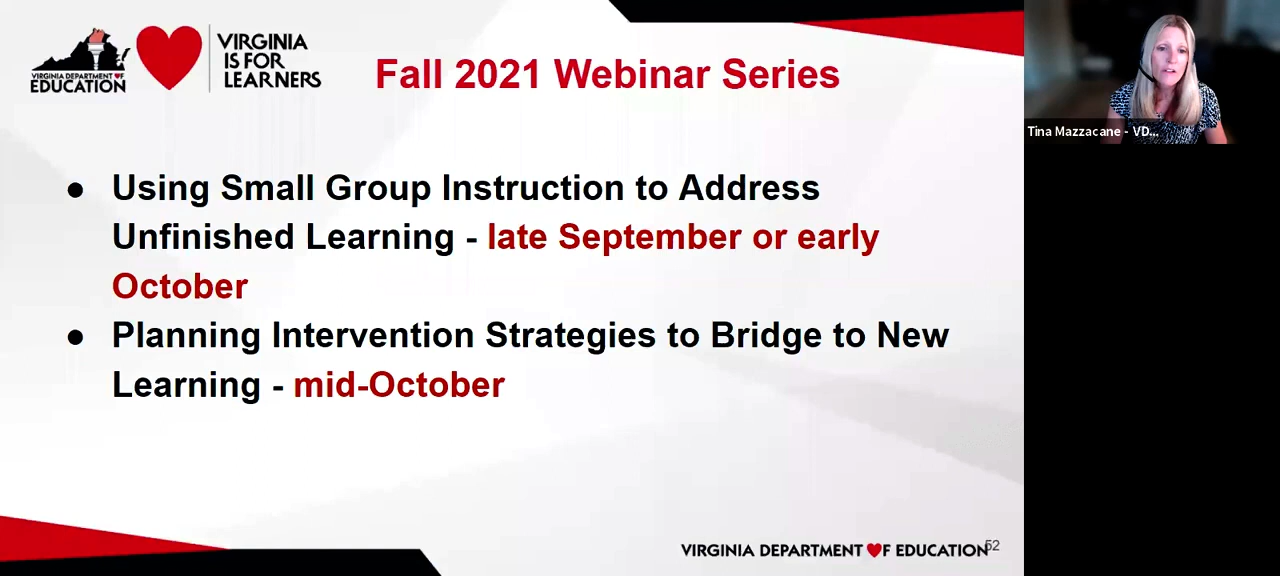 VIRGINIA DEPARTMENT OF
EDUCATION
VIRGINIA
IS FOR
LEARNERS
Fall 2021 Webinar Series
● Using Small Group Instruction to Address
Unfinished Learning - late September or early
October
● Planning Intervention Strategies to Bridge to New
Learning - mid-October
VIRGINIA DEPARTMENT OF EDUCATION
52
Tina Mazzacane - VD...